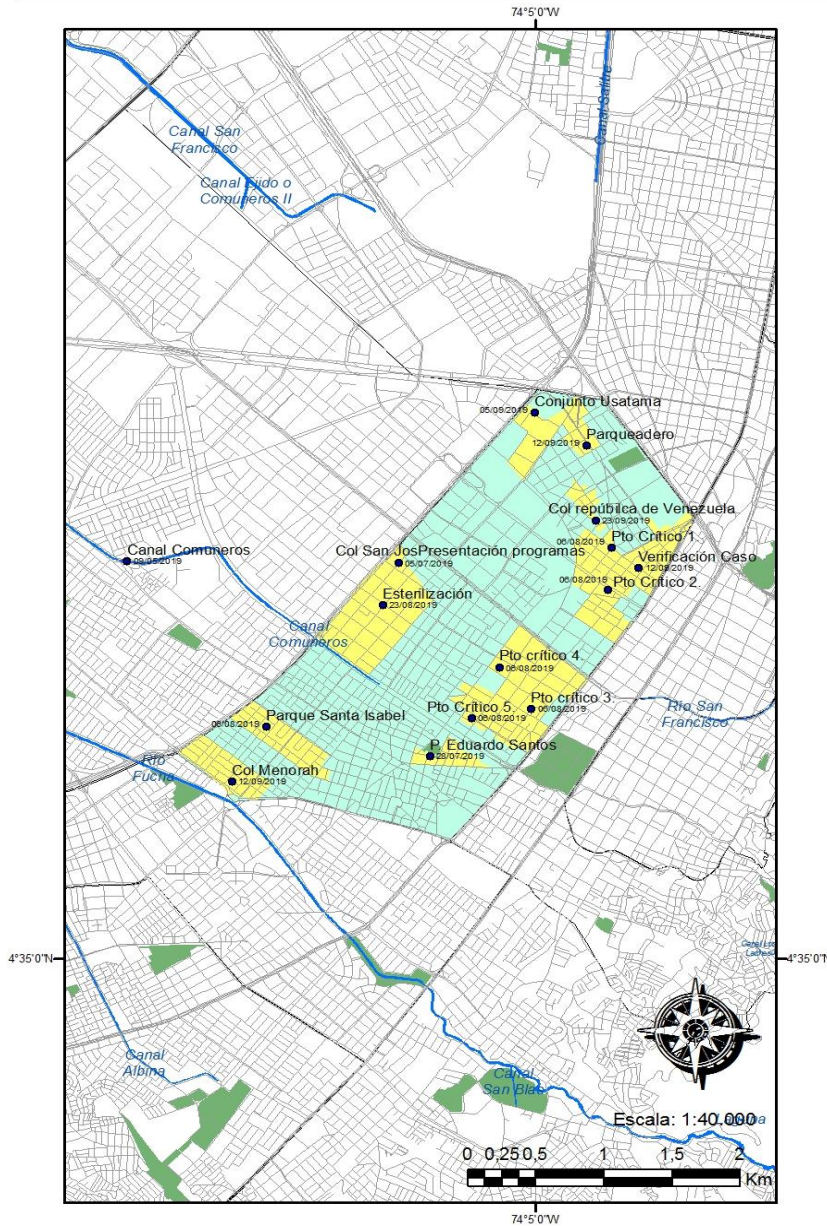 74°5'0"W
Canal Salitre
Canal San
Francisco
Canal Ejido o
Comuneros II
Conjunto Usatama
05/09/2019
Parqueadero
12/09/2019
Col repúbilca de Venezuela
23/09/2019
Pto Crítico 1.
06/08/2019
Verificación Caso
12/09/2019
Pto Crítico 2.
06/08/2019
Canal Comuneros
Col San JosPresentación programas
05/07/2019
Esterilización
23/08/2019
Canal
Comuneros
Pto crítico 4.
06/08/2019
Pto crítico 3.
06/08/2019
Pto Crítico 5.
06/08/2019
Río San
Francisco
Parque Santa Isabel
06/08/2019
P. Eduardo Santos
Río
Fucha
Col Menorah
12/09/2019
4°35'0"N
4°35'0"N
Canal
Albina
Canal
San Blas
Escala: 1:40.000
0 0,25 0,5 1 1,5 2
Km
74°5'0"W